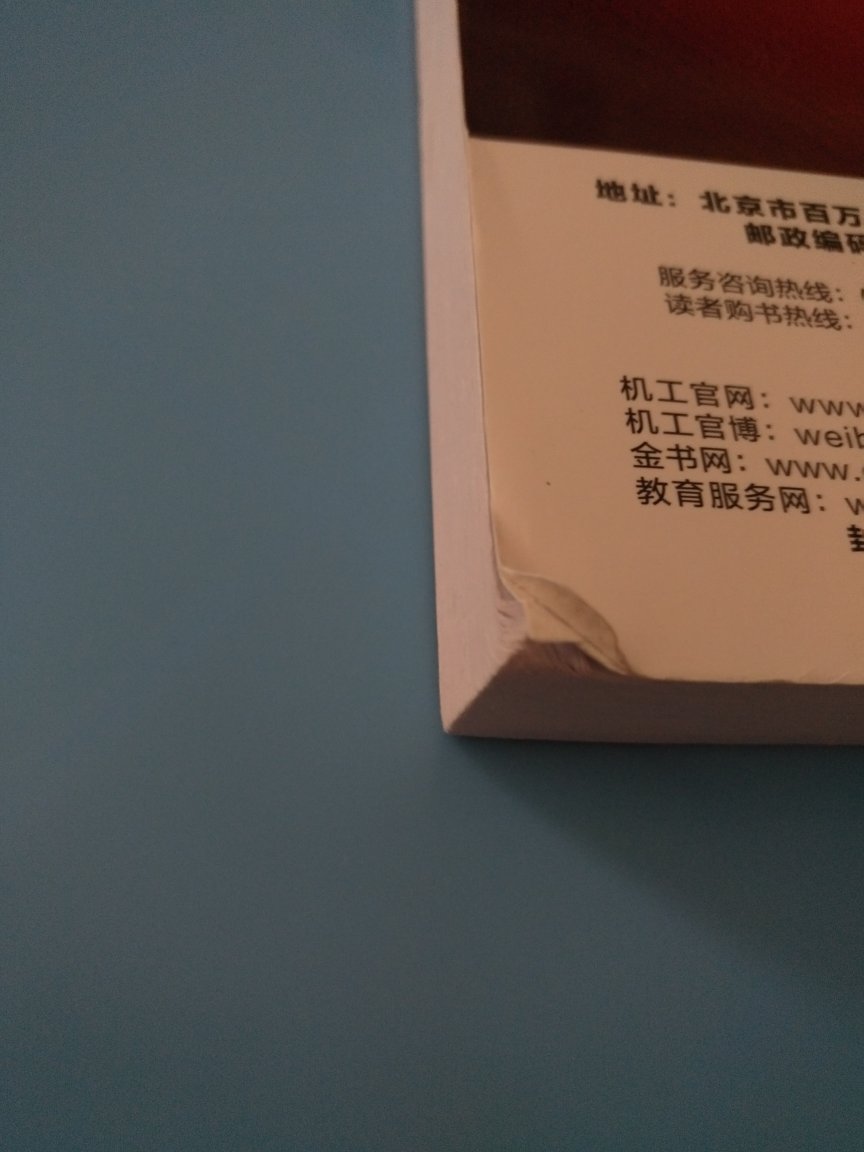 地址：北京市百万
邮政编码
服务咨询热线：
读者购书热线：
机工官网：www
机工官博：weib
金书网：www.
教育服务网：w
封